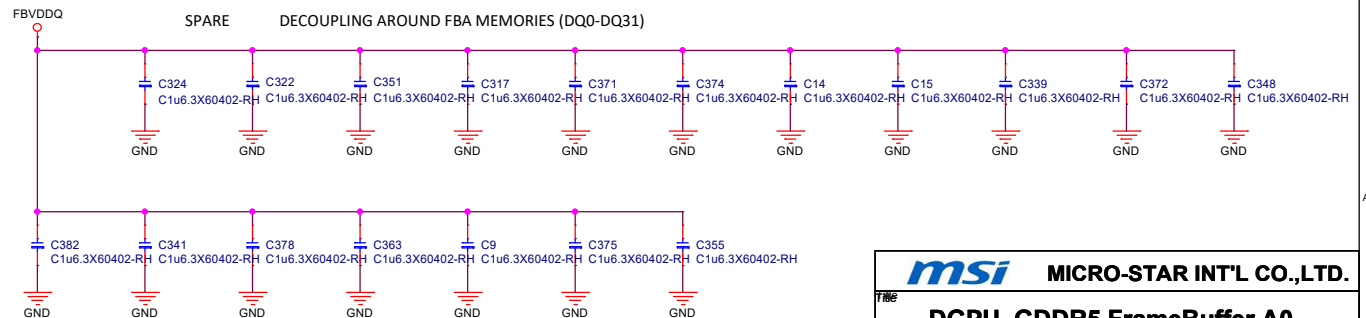 FBVDDQ
SPARE DECOUPLING AROUND FBA MEMORIES (DQ0-DQ31)
C324 C322 C351 C317 C371 C374 C14 C15 C339 C372 C348
C1u6.3X60402-RH C1u6.3X60402-RH C1u6.3X60402-RH C1u6.3X60402-RH C1u6.3X60402-RH C1u6.3X60402-RH C1u6.3X60402-RH C1u6.3X60402-RH C1u6.3X60402-RH C1u6.3X60402-RH C1u6.3X60402-RH
GND GND GND GND GND GND GND GND GND GND GND
A
C382 C341 C378 C363 C9 C375 C355
C1u6.3X60402-RH C1u6.3X60402-RH C1u6.3X60402-RH C1u6.3X60402-RH C1u6.3X60402-RH C1u6.3X60402-RH C1u6.3X60402-RH
GND GND GND GND GND GND GND
msi MICRO-STAR INT'L CO.,LTD.
Title